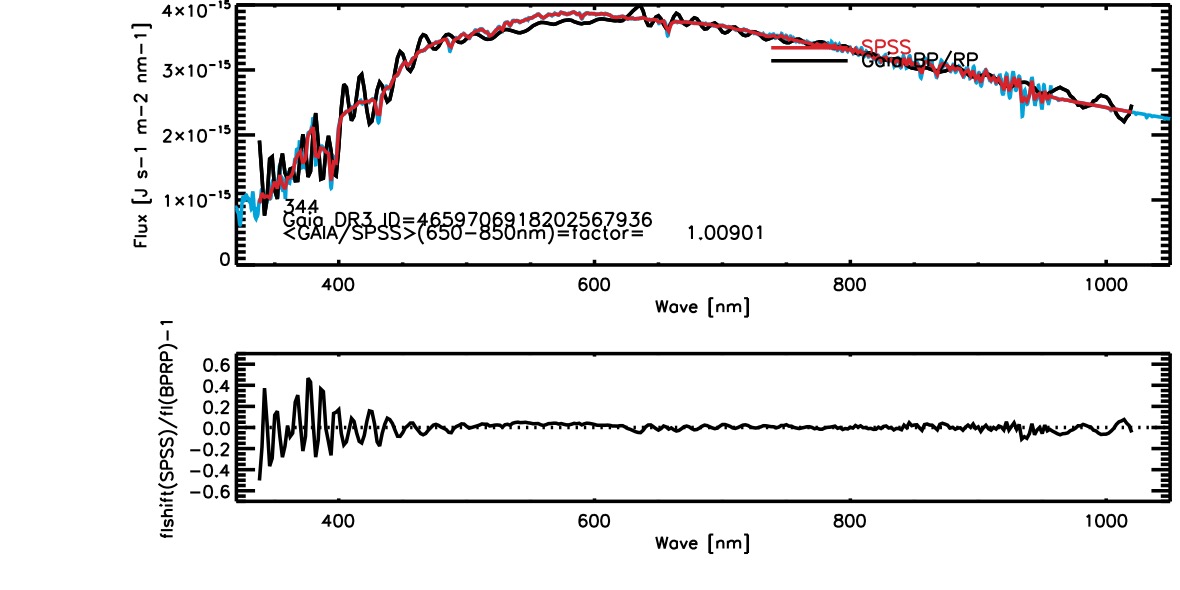 4×10−15
3×10−15
2×10−15
1×10−15
0
Flux [J s−1 m−2 nm−1]
SPSS
Gaia BP/RP
344
Gaia DR3 ID=4659706918202567936
<GAIA/SPSS>(650−850nm)=factor= 1.00901
400 600 800 1000
Wave [nm]
0.6
0.4
0.2
0.0
−0.2
−0.4
−0.6
flshift(SPSS)/fl(BPRP)−1
400 600 800 1000
Wave [nm]